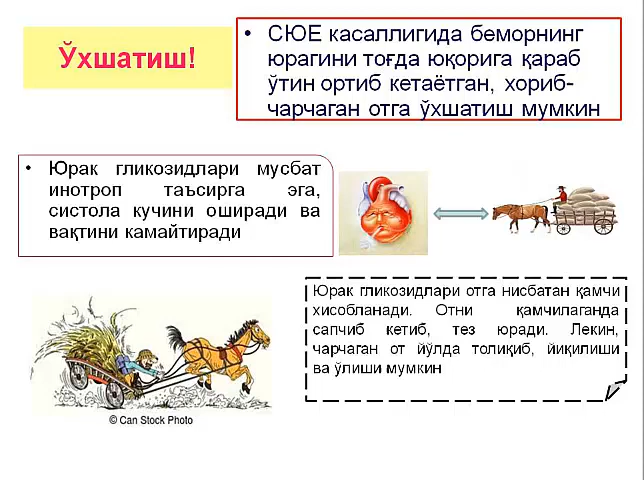 Ўхшатиш!
• СЮЕ касаллигида беморнинг
юрагини тоғда юқорига қараб
ўтин ортиб кетаётган, хориб-
чарчаган отга ўхшатиш мумкин
• Юрак гликозидлари мусбат
инотроп таъсирга эга,
систола кучини оширади ва
вақтини камайтиради
Юрак гликозидлари отга нисбатан қамчи
хисобланади. Отни қамчилаганда
сапчиб кетиб, тез юради. Лекин,
чарчаган от йўлда толиқиб, йиқилиши
ва ўлиши мумкин
© Can Stock Photo